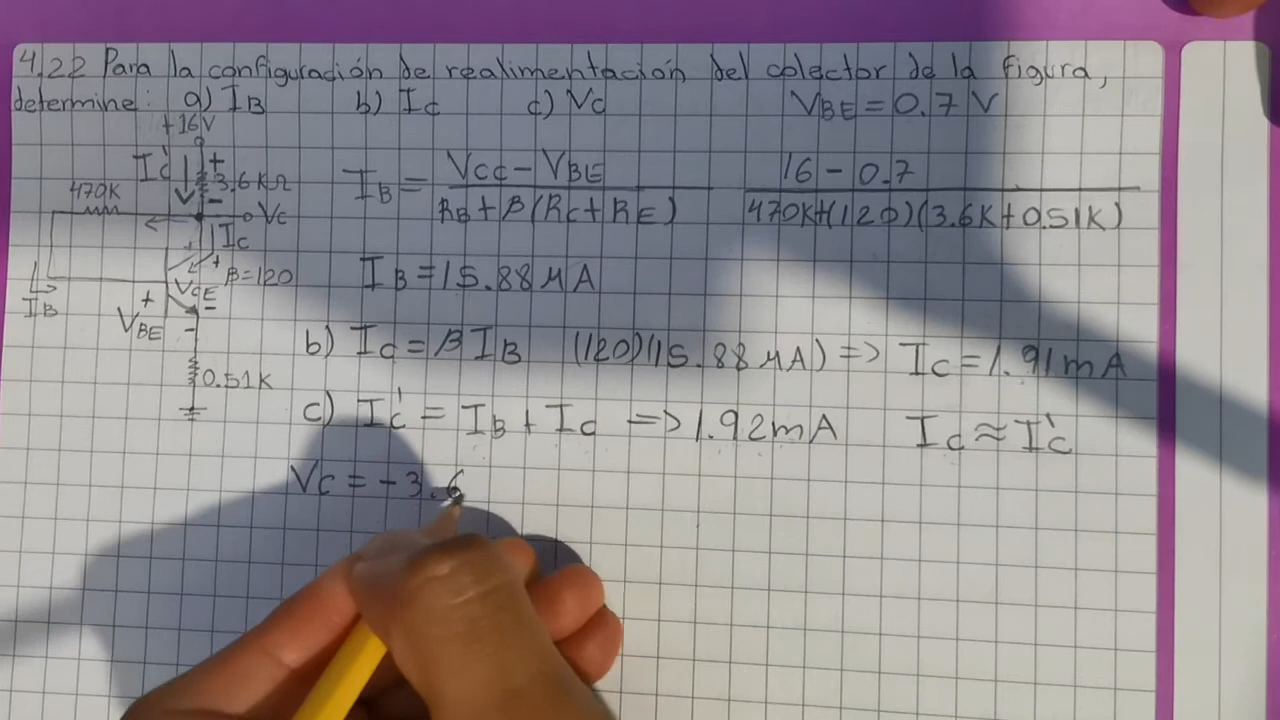 4.22 Para la configuración de realimentación del colector de la figura,
determine: a) IB b) Ic c) Vc VBE = 0.7 V
+16V
Ic' + 3.6 KΩ -
470K
Vc
Ic
+ β=120
VCE
IB
+ VBE -
0.51K
IB = Vcc - VBE / RB + β(Rc + RE) 16 - 0.7 / 470K+(120)(3.6K+0.51K)
IB = 15.88 μA
b) Ic = β IB (120)(15.88 μA) => Ic = 1.91 mA
c) Ic' = IB + Ic => 1.92mA Ic ≈ Ic'
Vc = -3.6